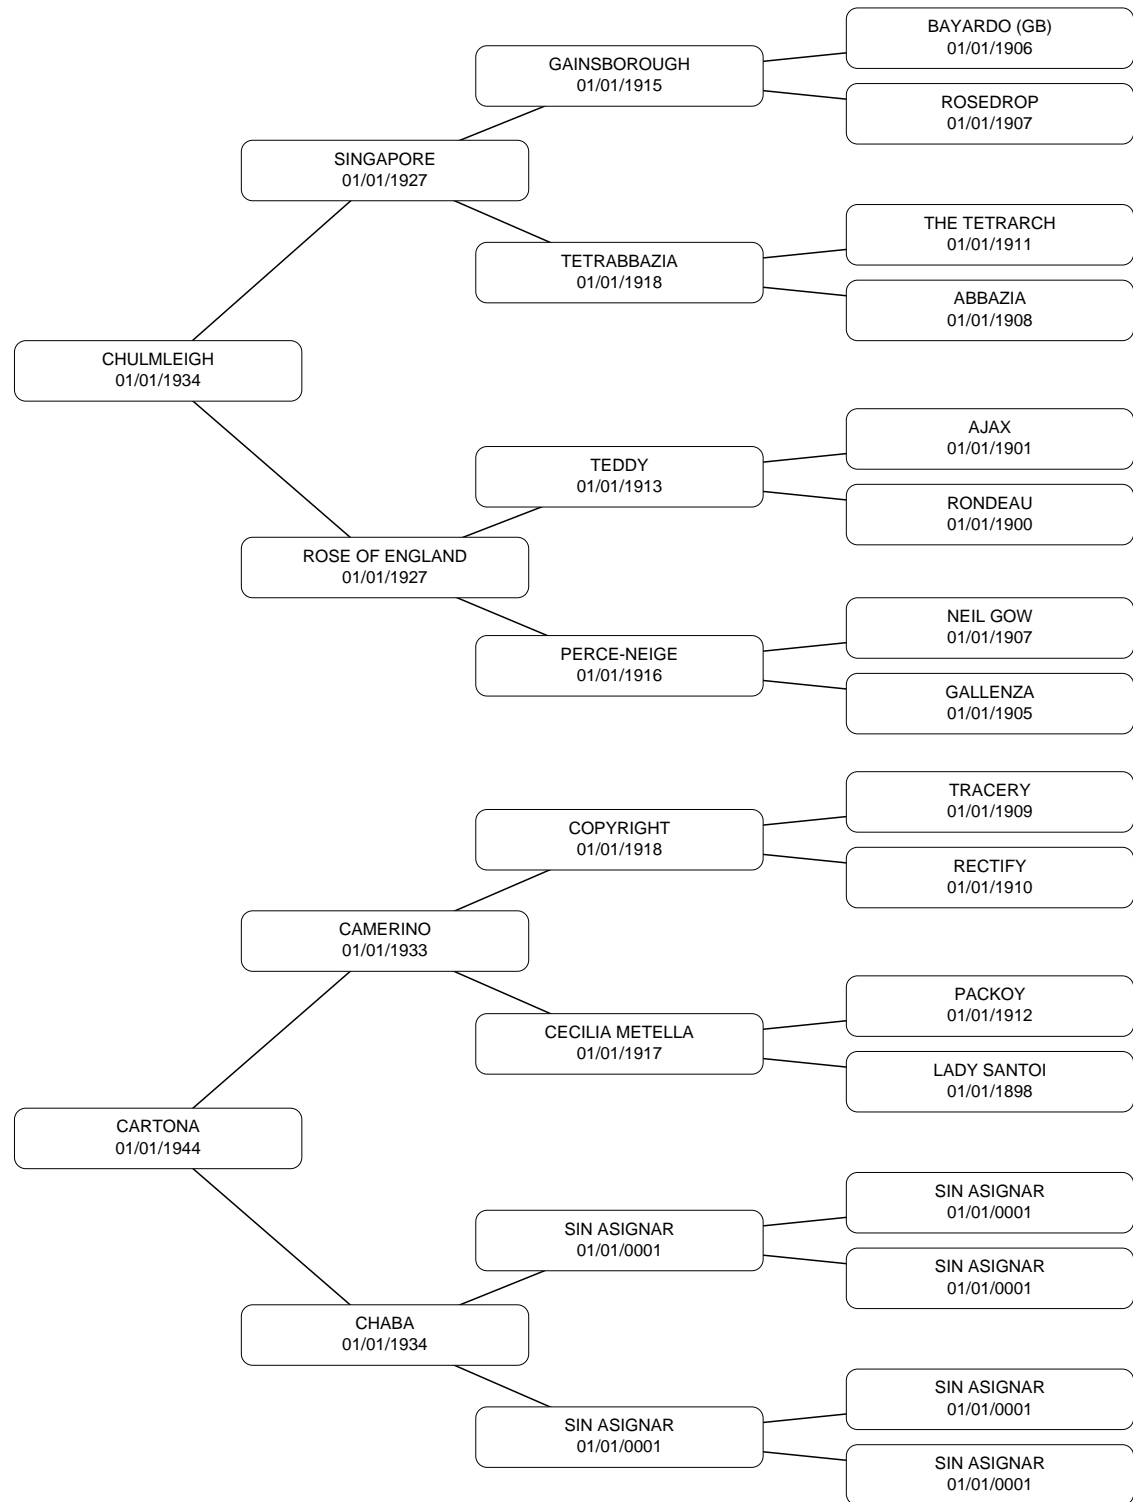 BAYARDO (GB)
01/01/1906
GAINSBOROUGH
01/01/1915
ROSEDROP
01/01/1907
SINGAPORE
01/01/1927
THE TETRARCH
01/01/1911
TETRABBAZIA
01/01/1918
ABBAZIA
01/01/1908
CHULMLEIGH
01/01/1934
AJAX
01/01/1901
TEDDY
01/01/1913
RONDEAU
01/01/1900
ROSE OF ENGLAND
01/01/1927
NEIL GOW
01/01/1907
PERCE-NEIGE
01/01/1916
GALLENZA
01/01/1905
TRACERY
01/01/1909
COPYRIGHT
01/01/1918
RECTIFY
01/01/1910
CAMERINO
01/01/1933
PACKOY
01/01/1912
CECILIA METELLA
01/01/1917
LADY SANTOI
01/01/1898
CARTONA
01/01/1944
SIN ASIGNAR
01/01/0001
SIN ASIGNAR
01/01/0001
SIN ASIGNAR
01/01/0001
CHABA
01/01/1934
SIN ASIGNAR
01/01/0001
SIN ASIGNAR
01/01/0001
SIN ASIGNAR
01/01/0001